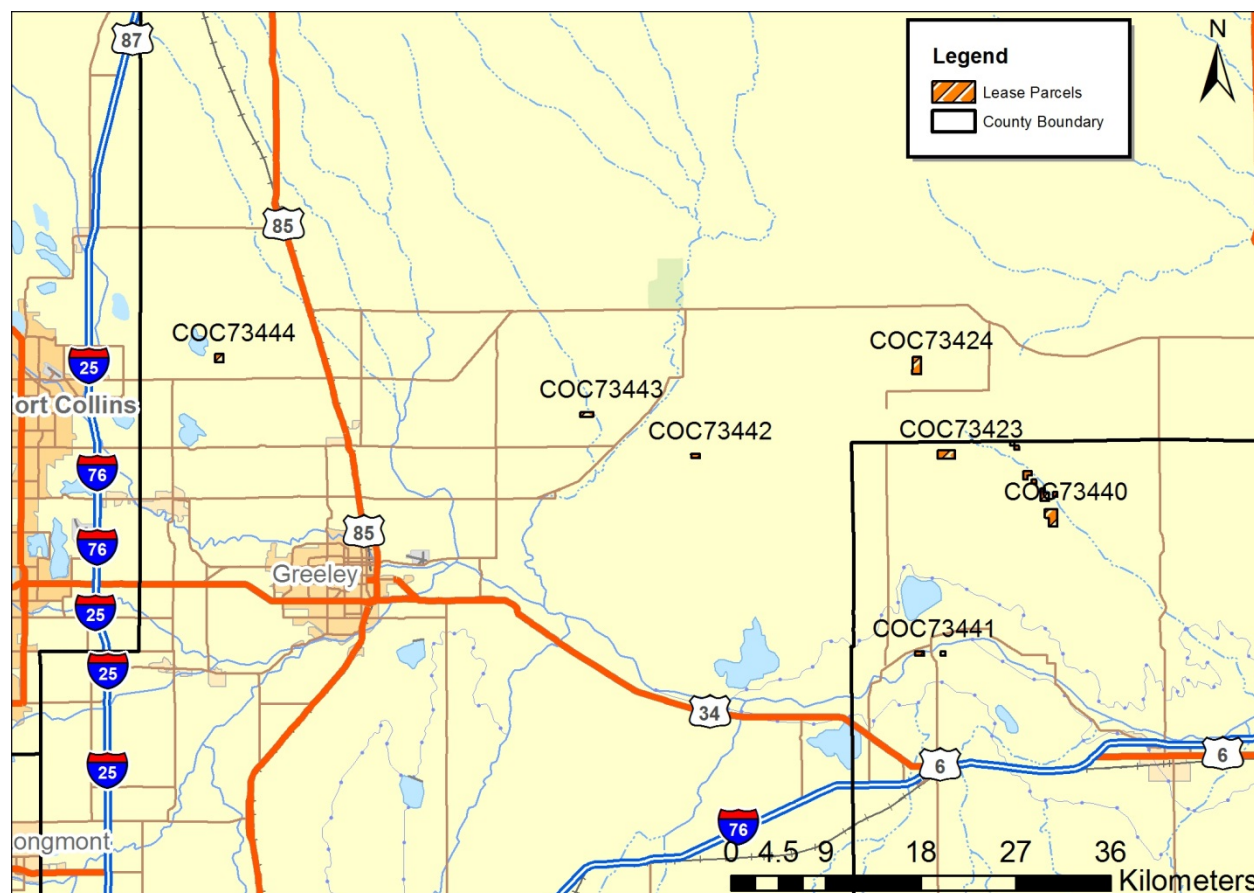 87
N
Legend
Lease Parcels
County Boundary
85
COC73444
COC73424
25
COC73443
ort Collins
COC73442
COC73423
76
COC73440
85
76
Greeley
25
COC73441
25
34
25
6
6
76
ongmont
0 4.5 9 18 27 36
Kilometers